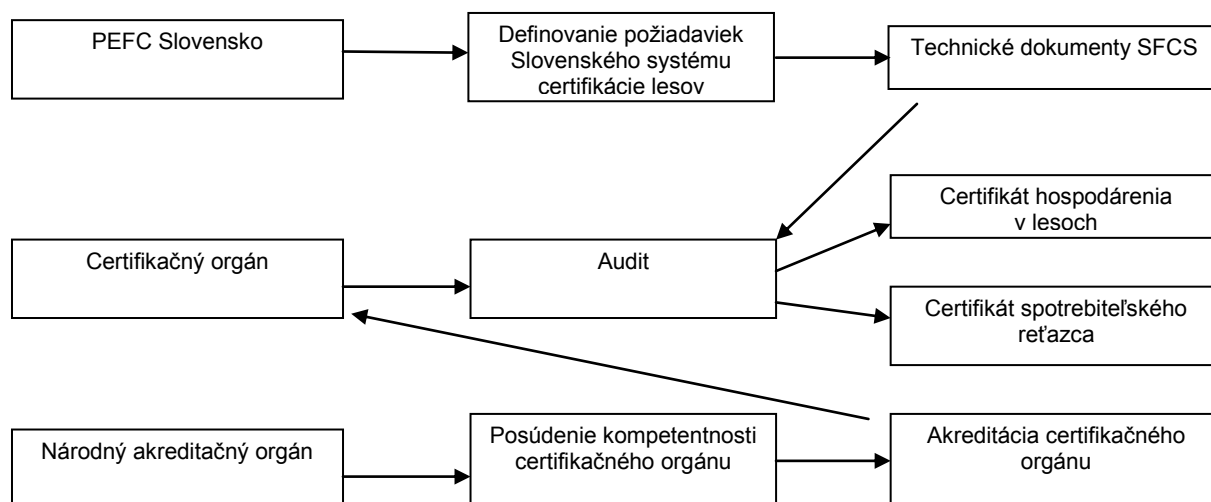 PEFC Slovensko
Definovanie požiadaviek
Slovenského systému
certifikácie lesov
Technické dokumenty SFCS
Certifikačný orgán
Audit
Certifikát hospodárenia
v lesoch
Certifikát spotrebiteľského
reťazca
Národný akreditačný orgán
Posúdenie kompetentnosti
certifikačného orgánu
Akreditácia certifikačného
orgánu